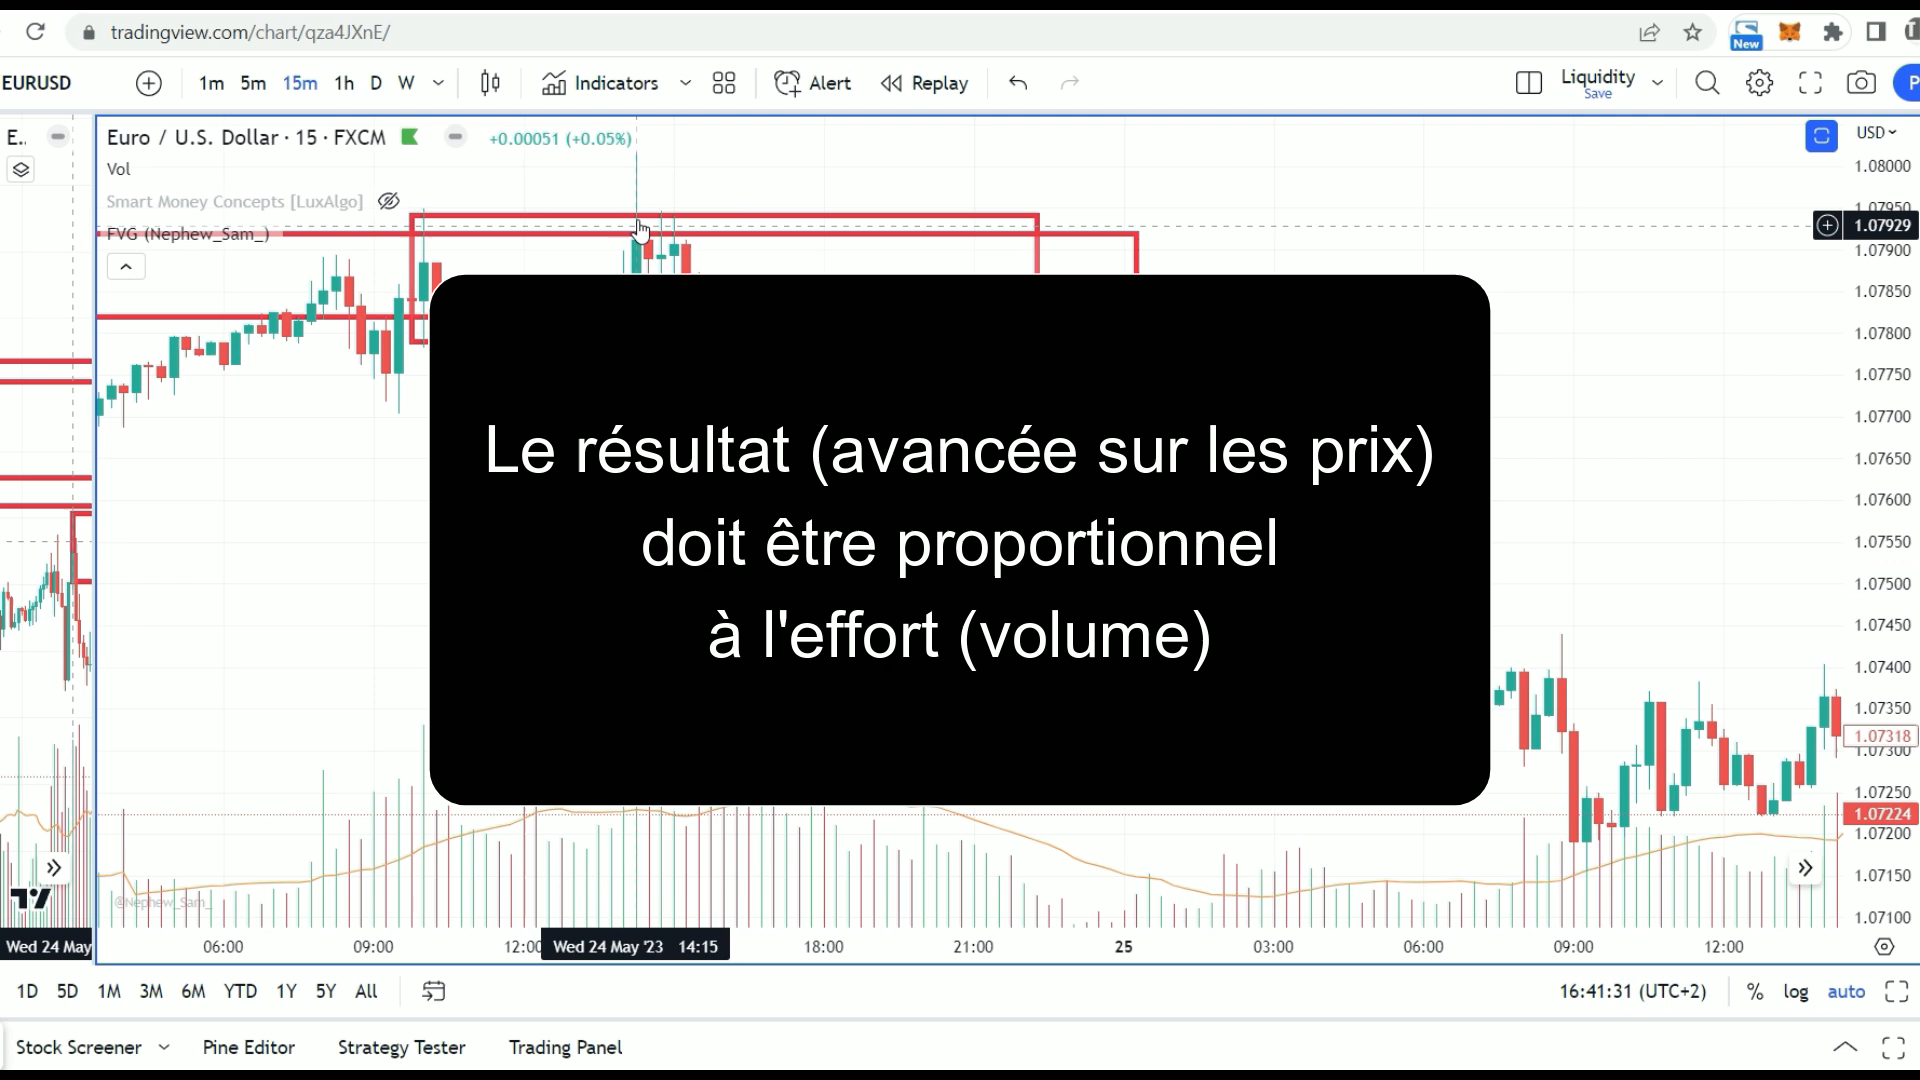 tradingview.com/chart/qza4JXnE/
New
EURUSD 1m 5m 15m 1h D W Indicators Alert Replay Liquidity Save
E.. Euro / U.S. Dollar · 15 · FXCM +0.00051 (+0.05%) USD
Vol
1.08000
Smart Money Concepts [LuxAlgo]
1.07950
1.07929
FVG (Nephew_Sam_)
1.07900
1.07850
1.07800
1.07750
1.07700
1.07650
1.07600
1.07550
1.07500
1.07450
1.07400
1.07350
1.07318
1.07300
1.07250
1.07224
1.07200
1.07150
1.07100
Le résultat (avancée sur les prix)
doit être proportionnel
à l'effort (volume)
@Nephew_Sam_
Wed 24 May 06:00 09:00 12:00 Wed 24 May '23 14:15 18:00 21:00 25 03:00 06:00 09:00 12:00
1D 5D 1M 3M 6M YTD 1Y 5Y All 16:41:31 (UTC+2) % log auto
Stock Screener Pine Editor Strategy Tester Trading Panel